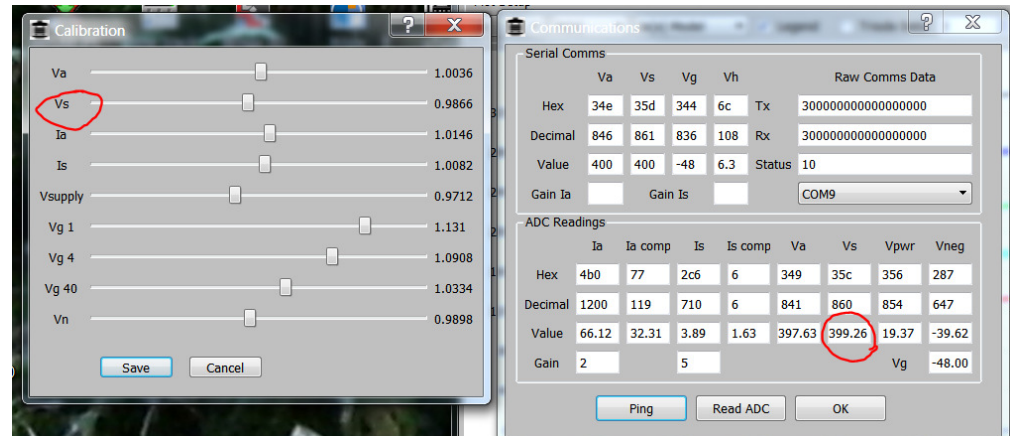 Calibration
?
X
Va 1.0036
Vs 0.9866
Ia 1.0146
Is 1.0082
Vsupply 0.9712
Vg 1 1.131
Vg 4 1.0908
Vg 40 1.0334
Vn 0.9898
Save Cancel
Communications
?
X
Serial Comms
Va Vs Vg Vh Raw Comms Data
Hex 34e 35d 344 6c Tx 300000000000000000
Decimal 846 861 836 108 Rx 300000000000000000
Value 400 400 -48 6.3 Status 10
Gain Ia Gain Is COM9
ADC Readings
Ia Ia comp Is Is comp Va Vs Vpwr Vneg
Hex 4b0 77 2c6 6 349 35c 356 287
Decimal 1200 119 710 6 841 860 854 647
Value 66.12 32.31 3.89 1.63 397.63 399.26 19.37 -39.62
Gain 2 5 Vg -48.00
Ping Read ADC OK